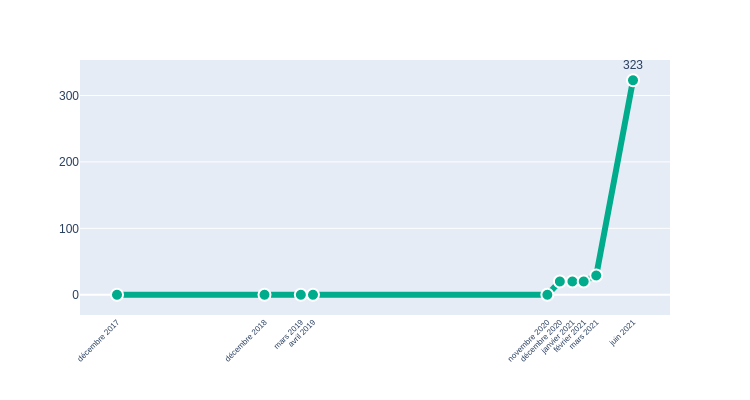 323
300
200
100
0
décembre 2017
décembre 2018
mars 2019
avril 2019
novembre 2020
décembre 2020
janvier 2021
février 2021
mars 2021
juin 2021